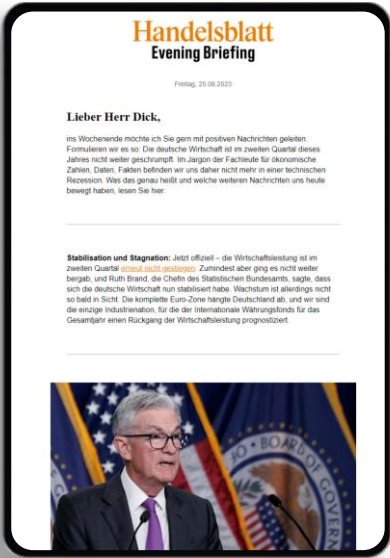 Handelsblatt
Evening Briefing
Freitag, 25.08.2023
Lieber Herr Dick,
ins Wochenende möchte ich Sie gern mit positiven Nachrichten geleiten.
Formulieren wir es so: Die deutsche Wirtschaft ist im zweiten Quartal dieses
Jahres nicht weiter geschrumpft. Im Jargon der Fachleute für ökonomische
Zahlen, Daten, Fakten befinden wir uns daher nicht mehr in einer technischen
Rezession. Was das genau heißt und welche weiteren Nachrichten uns heute
bewegt haben, lesen Sie hier:
Stabilisation und Stagnation: Jetzt offiziell – die Wirtschaftsleistung ist im
zweiten Quartal erneut nicht gestiegen. Zumindest aber ging es nicht weiter
bergab, und Ruth Brand, die Chefin des Statistischen Bundesamts, sagte, dass
sich die deutsche Wirtschaft nun stabilisiert habe. Wachstum ist allerdings nicht
so bald in Sicht. Die komplette Euro-Zone hängte Deutschland ab, und wir sind
die einzige Industrienation, für die der Internationale Währungsfonds für das
Gesamtjahr einen Rückgang der Wirtschaftsleistung prognostiziert.
BOARD OF GOVERN